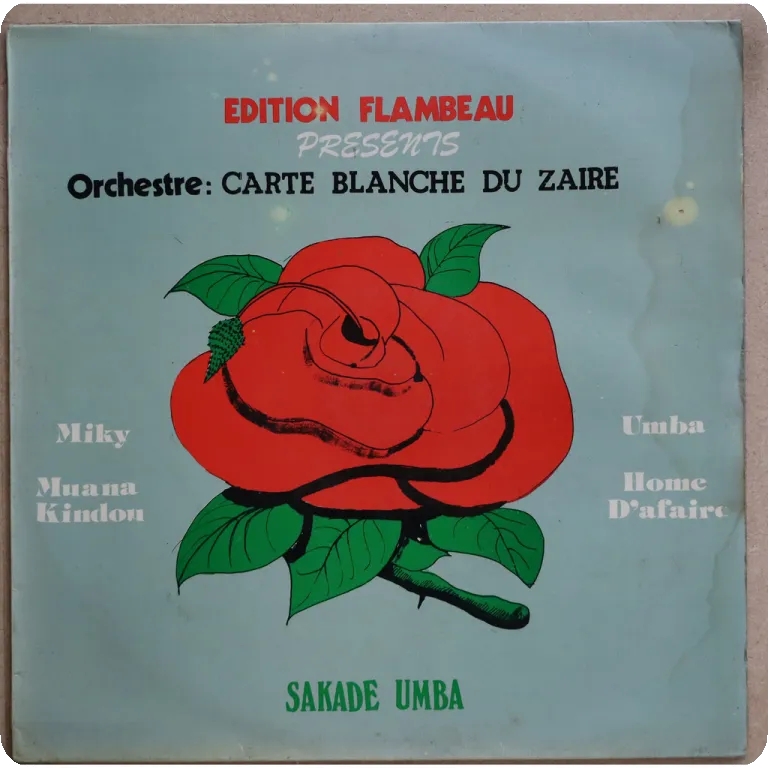 EDITION FLAMBEAU
PRESENTS
Orchestre: CARTE BLANCHE DU ZAIRE
Miky
Muana
Kindou
Umba
Home
D'afaire
SAKADE UMBA